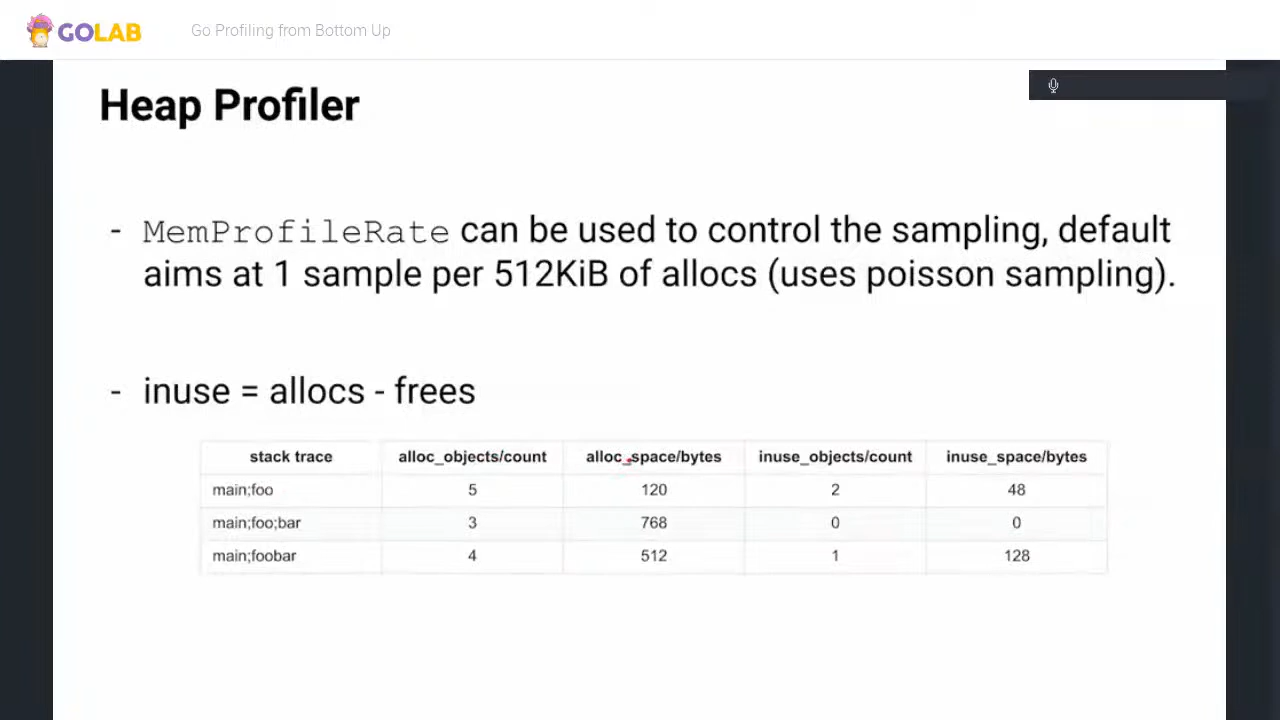 GOLAB
Go Profiling from Bottom Up
Heap Profiler
- MemProfileRate can be used to control the sampling, default
aims at 1 sample per 512KiB of allocs (uses poisson sampling).
- inuse = allocs - frees
stack trace alloc_objects/count alloc_space/bytes inuse_objects/count inuse_space/bytes
main;foo 5 120 2 48
main;foo;bar 3 768 0 0
main;foobar 4 512 1 128